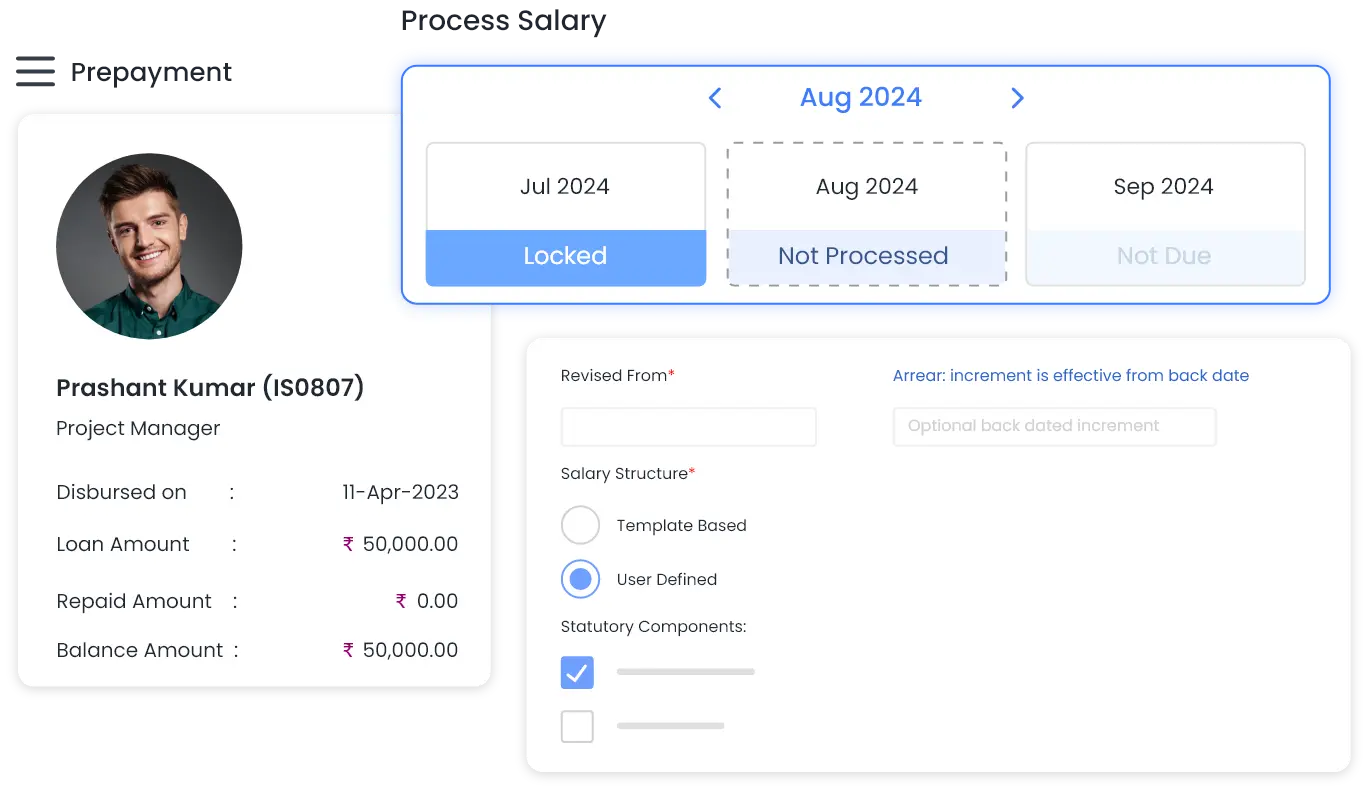 Process Salary
Prepayment
Aug 2024
Jul 2024
Locked
Aug 2024
Not Processed
Sep 2024
Not Due
Prashant Kumar (IS0807)
Project Manager
Disbursed on : 11-Apr-2023
Loan Amount : ₹ 50,000.00
Repaid Amount : ₹ 0.00
Balance Amount : ₹ 50,000.00
Revised From*
Arrear: increment is effective from back date
Optional back dated increment
Salary Structure*
Template Based
User Defined
Statutory Components: